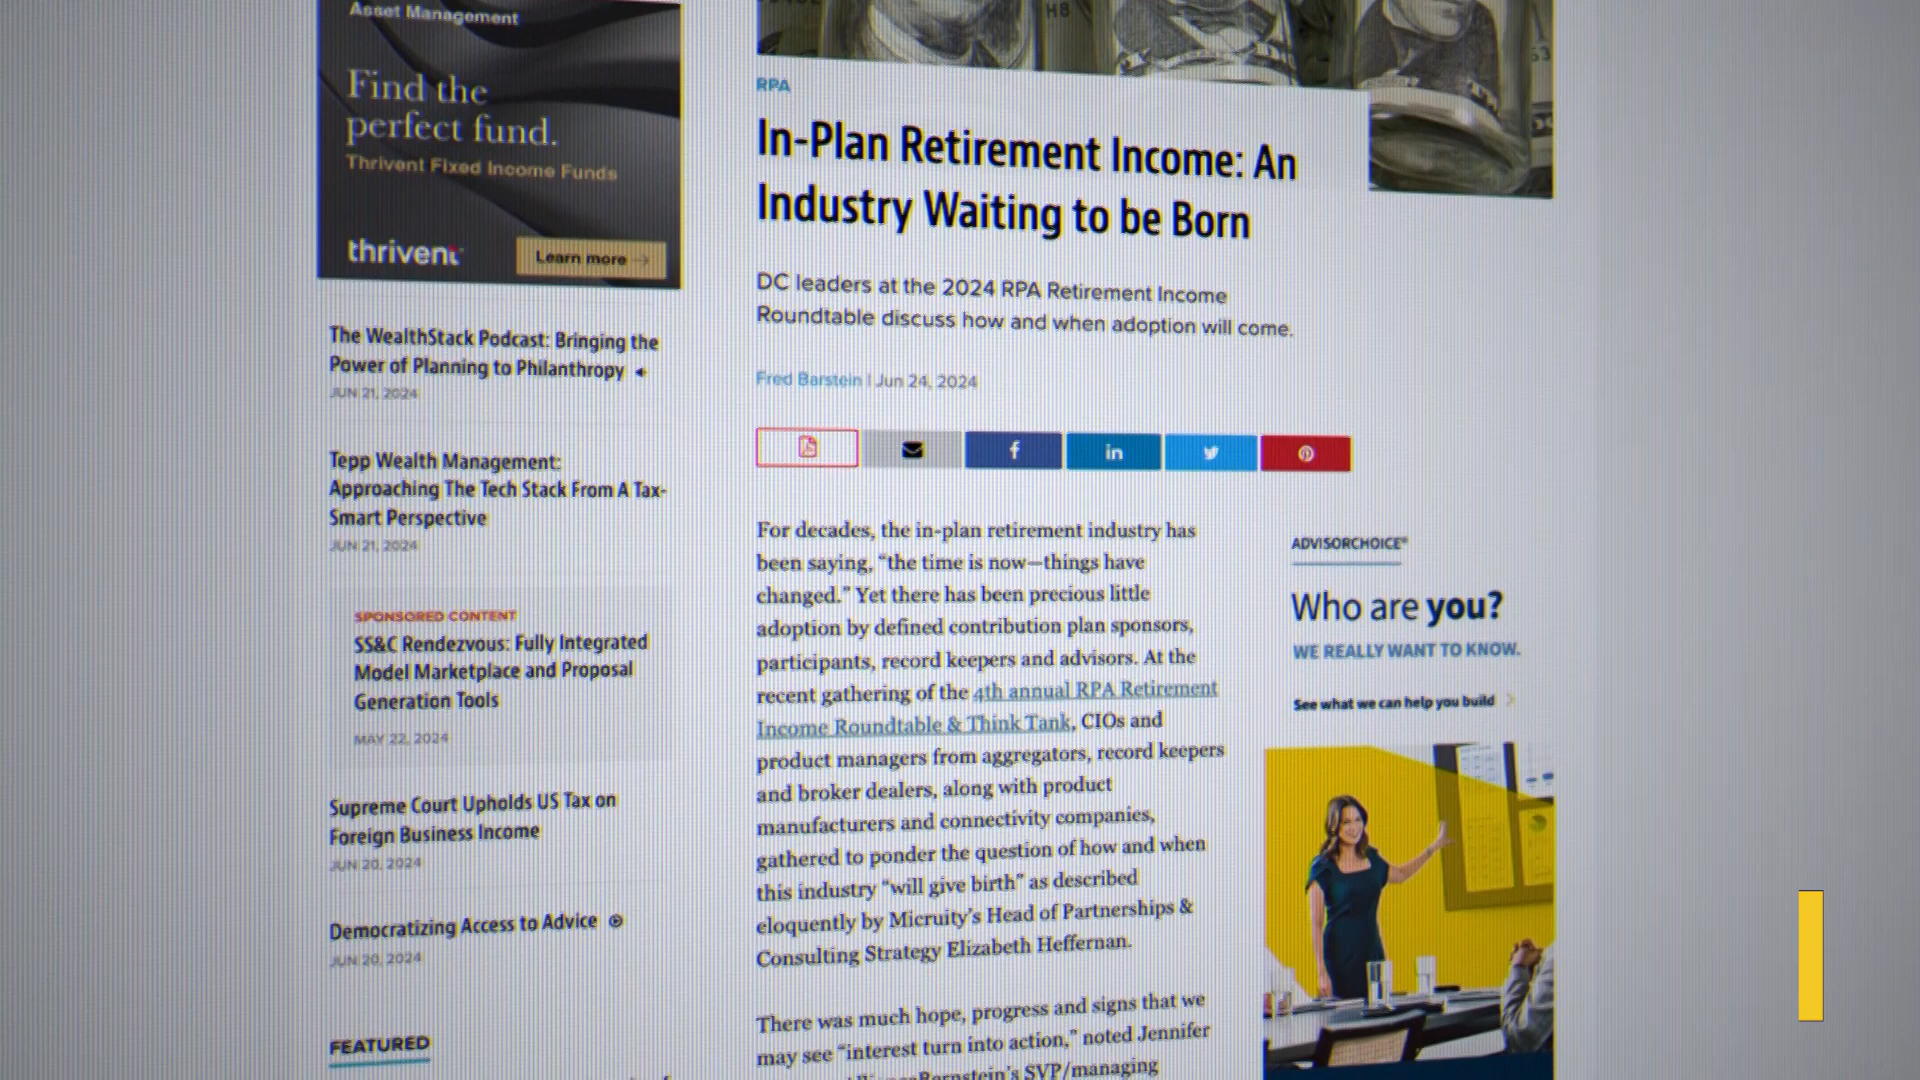 Asset Management
Find the
perfect fund.
Thrivent Fixed Income Funds
thrivent
Learn more
The WealthStack Podcast: Bringing the
Power of Planning to Philanthropy
JUN 21, 2024
Tepp Wealth Management:
Approaching The Tech Stack From A Tax-
Smart Perspective
JUN 21, 2024
SPONSORED CONTENT
SS&C Rendezvous: Fully Integrated
Model Marketplace and Proposal
Generation Tools
MAY 22, 2024
Supreme Court Upholds US Tax on
Foreign Business Income
JUN 20, 2024
Democratizing Access to Advice
JUN 20, 2024
FEATURED
H8
RPA
In-Plan Retirement Income: An
Industry Waiting to be Born
DC leaders at the 2024 RPA Retirement Income
Roundtable discuss how and when adoption will come.
Fred Barstein | Jun 24, 2024
f
in
For decades, the in-plan retirement industry has
been saying, “the time is now—things have
changed.” Yet there has been precious little
adoption by defined contribution plan sponsors,
participants, record keepers and advisors. At the
recent gathering of the 4th annual RPA Retirement
Income Roundtable & Think Tank, CIOs and
product managers from aggregators, record keepers
and broker dealers, along with product
manufacturers and connectivity companies,
gathered to ponder the question of how and when
this industry “will give birth” as described
eloquently by Micruity’s Head of Partnerships &
Consulting Strategy Elizabeth Heffernan.
There was much hope, progress and signs that we
may see “interest turn into action,” noted Jennifer
SVP/managing
ADVISORCHOICE®
Who are you?
WE REALLY WANT TO KNOW.
See what we can help you build